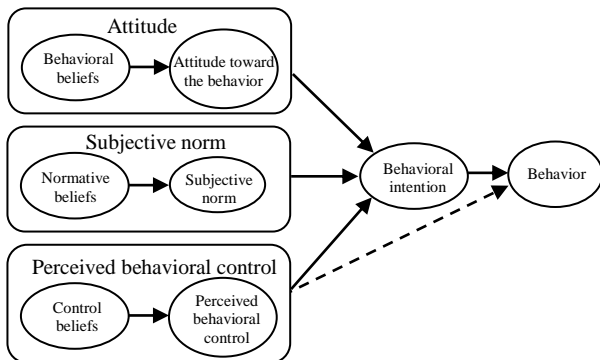 Attitude
Behavioral
beliefs
Attitude toward
the behavior
Subjective norm
Normative
beliefs
Subjective
norm
Perceived behavioral control
Control
beliefs
Perceived
behavioral
control
Behavioral
intention
Behavior